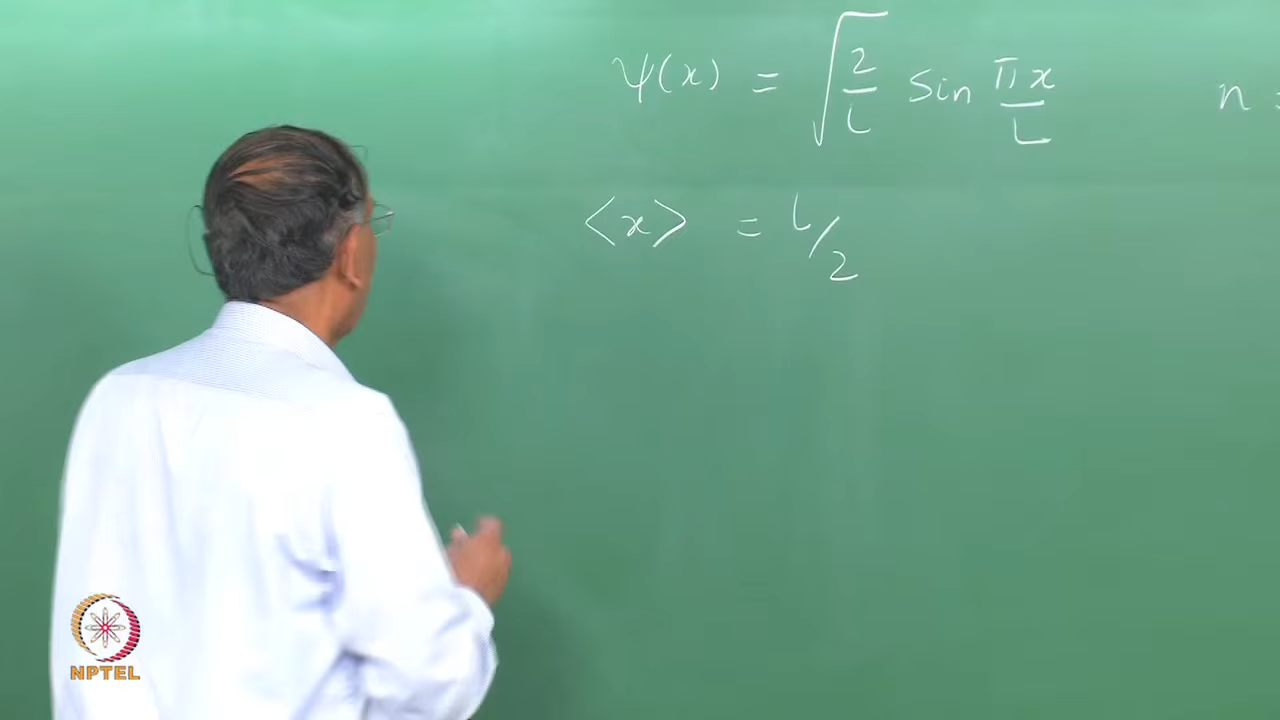 ψ(x) = √(2/L) sin πx/L n =
<x> = L/2
NPTEL